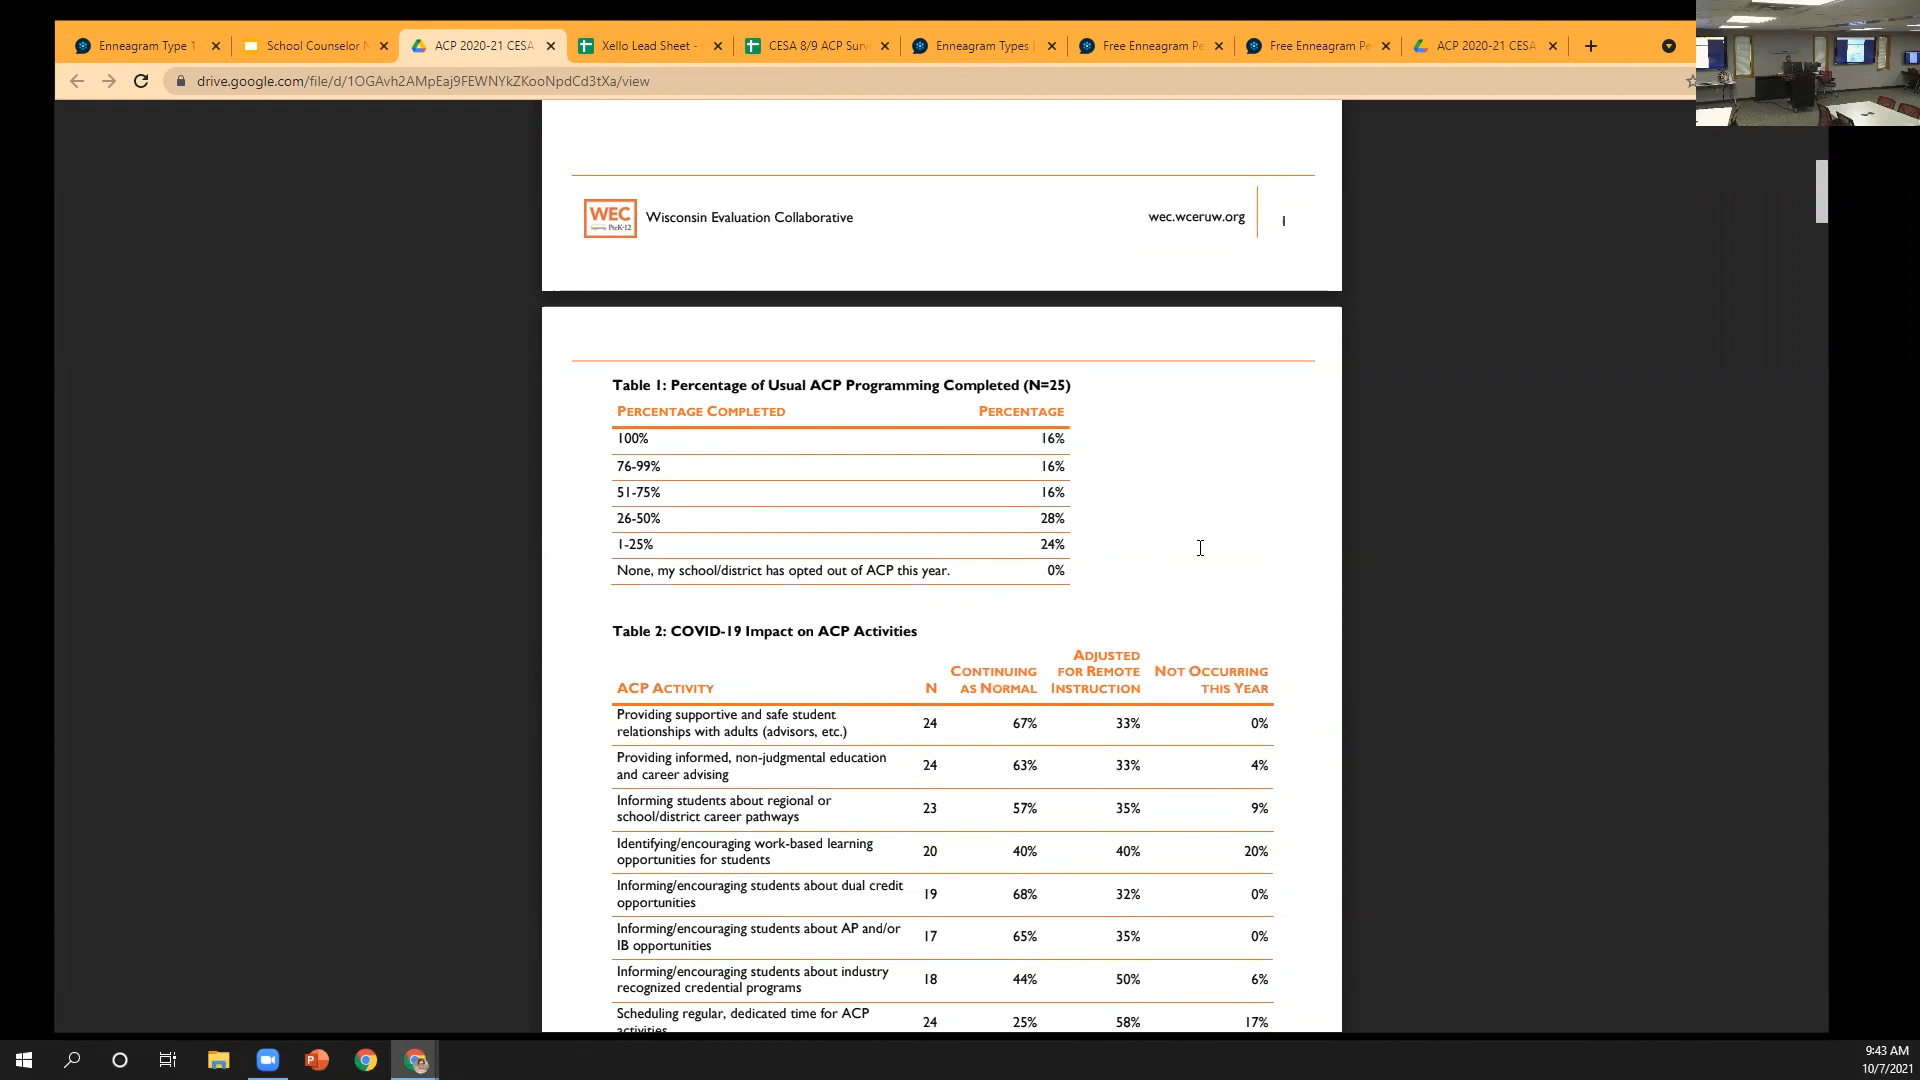 Enneagram Type 1
School Counselor N
ACP 2020-21 CESA
Xello Lead Sheet -
CESA 8/9 ACP Surv
Enneagram Types
Free Enneagram Pe
Free Enneagram Pe
ACP 2020-21 CESA
drive.google.com/file/d/1OGAvh2AMpEaj9FEWNYkZKooNpdCd3tXa/view
WEC
PreK-12
Wisconsin Evaluation Collaborative
wec.wceruw.org
1
Table 1: Percentage of Usual ACP Programming Completed (N=25)
PERCENTAGE COMPLETED PERCENTAGE
100% 16%
76-99% 16%
51-75% 16%
26-50% 28%
1-25% 24%
None, my school/district has opted out of ACP this year. 0%
Table 2: COVID-19 Impact on ACP Activities
ACP ACTIVITY
N
CONTINUING
AS NORMAL
ADJUSTED
FOR REMOTE
INSTRUCTION
NOT OCCURRING
THIS YEAR
Providing supportive and safe student
relationships with adults (advisors, etc.)
24 67% 33% 0%
Providing informed, non-judgmental education
and career advising
24 63% 33% 4%
Informing students about regional or
school/district career pathways
23 57% 35% 9%
Identifying/encouraging work-based learning
opportunities for students
20 40% 40% 20%
Informing/encouraging students about dual credit
opportunities
19 68% 32% 0%
Informing/encouraging students about AP and/or
IB opportunities
17 65% 35% 0%
Informing/encouraging students about industry
recognized credential programs
18 44% 50% 6%
Scheduling regular, dedicated time for ACP
activities
24 25% 58% 17%
9:43 AM
10/7/2021